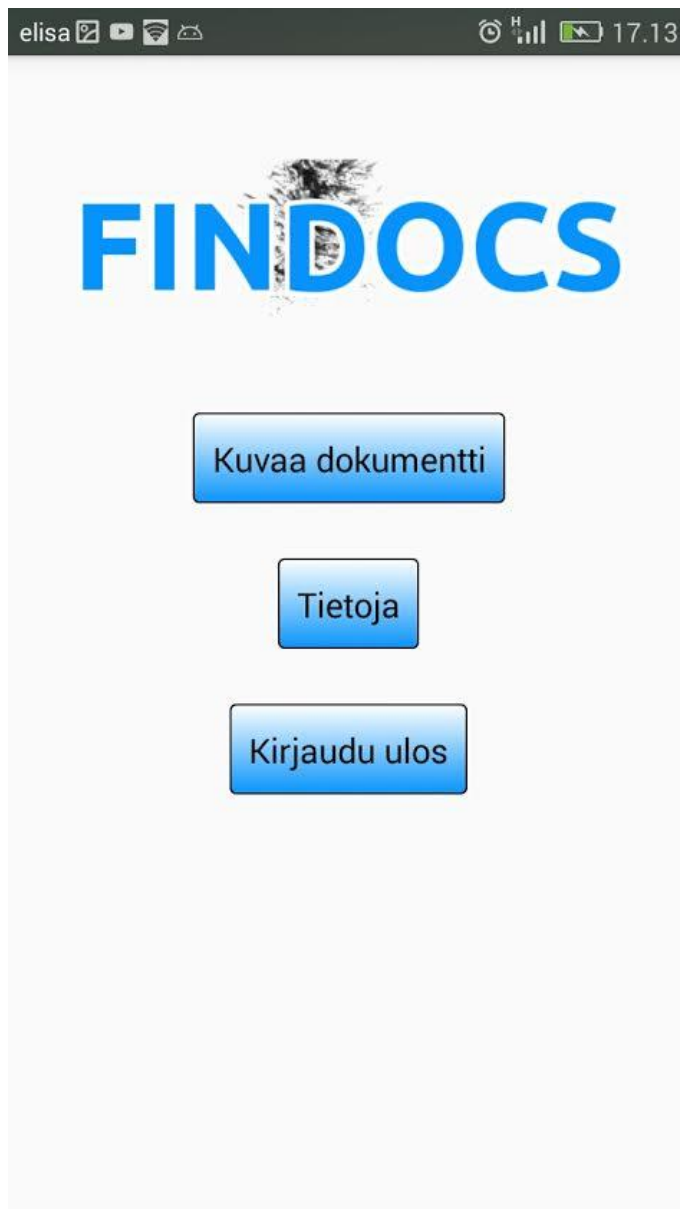 elisa H 17.13
FINDOCS
Kuvaa dokumentti
Tietoja
Kirjaudu ulos